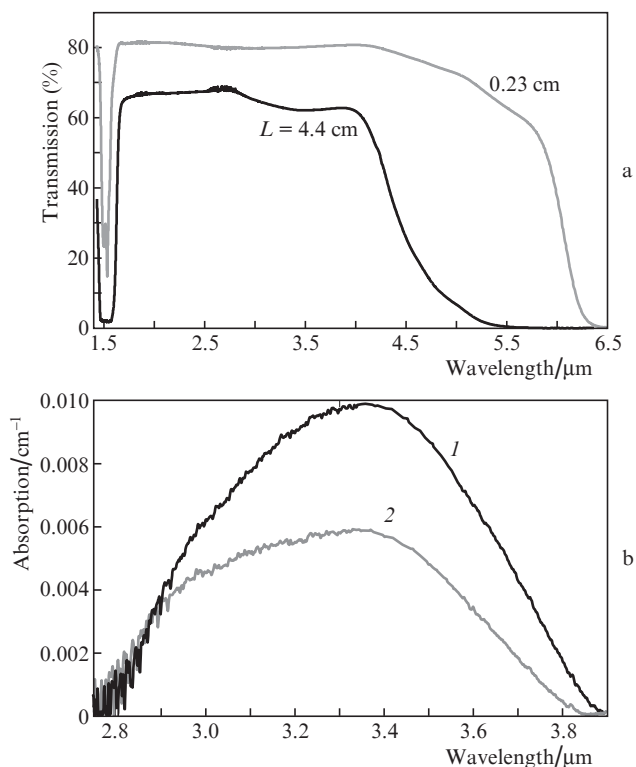 Transmission (%)
80
60
40
20
0
0.23 cm
L = 4.4 cm
a
1.5 2.5 3.5 4.5 5.5 6.5
Wavelength/μm
Absorption/cm⁻¹
0.010
0.008
0.006
0.004
0.002
0
1
2
b
2.8 3.0 3.2 3.4 3.6 3.8
Wavelength/μm